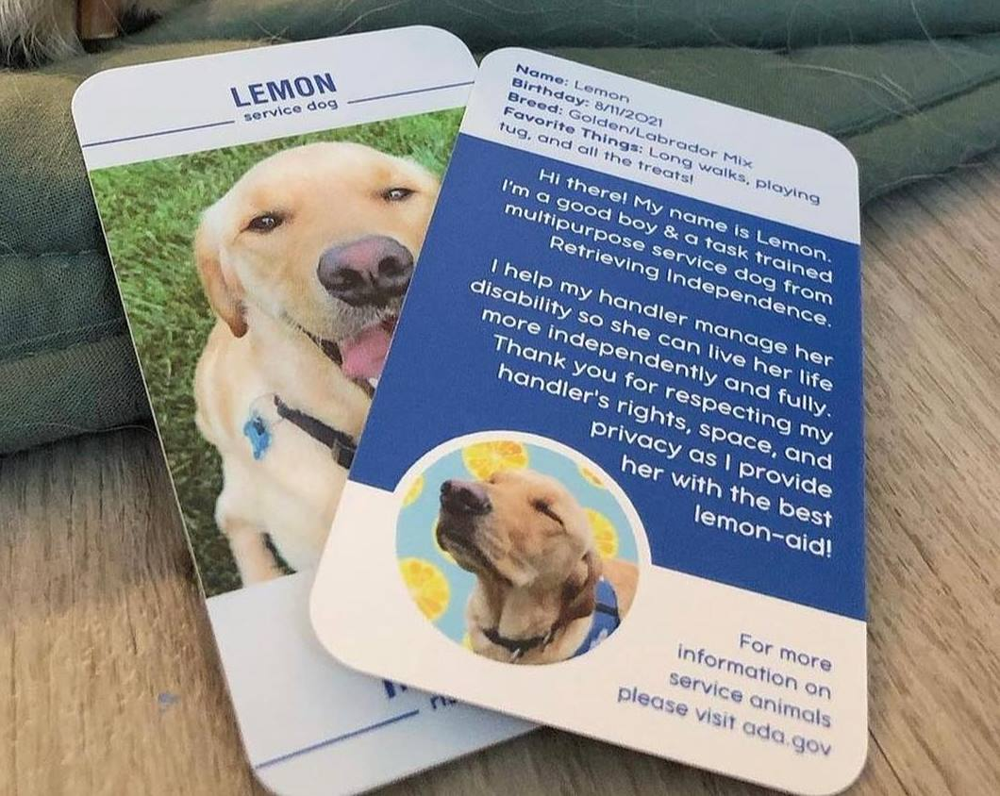 LEMON
service dog
Name: Lemon
Birthday: 8/11/2021
Breed: Golden/Labrador Mix
Favorite Things: Long walks, playing
tug, and all the treats!
Hi there! My name is Lemon.
I'm a good boy & a task trained
multipurpose service dog from
Retrieving Independence.
I help my handler manage her
disability so she can live her life
more independently and fully.
Thank you for respecting my
handler's rights, space, and
privacy as I provide
her with the best
lemon-aid!
For more
information on
service animals
please visit ada.gov